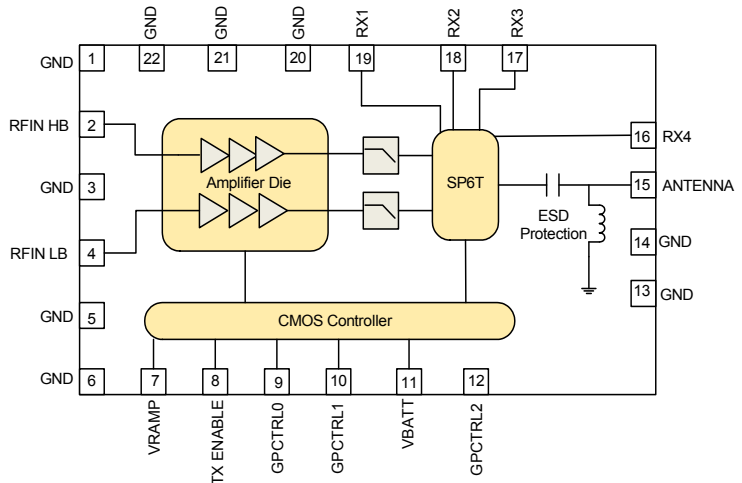 GND
GND
GND
RX1
RX2
RX3
GND
1
22
21
20
19
18
17
RFIN HB
2
16
RX4
Amplifier Die
SP6T
GND
3
15
ANTENNA
ESD
Protection
RFIN LB
4
14
GND
13
GND
GND
5
CMOS Controller
GND
6
7
8
9
10
11
12
VRAMP
TX ENABLE
GPCTRL0
GPCTRL1
VBATT
GPCTRL2